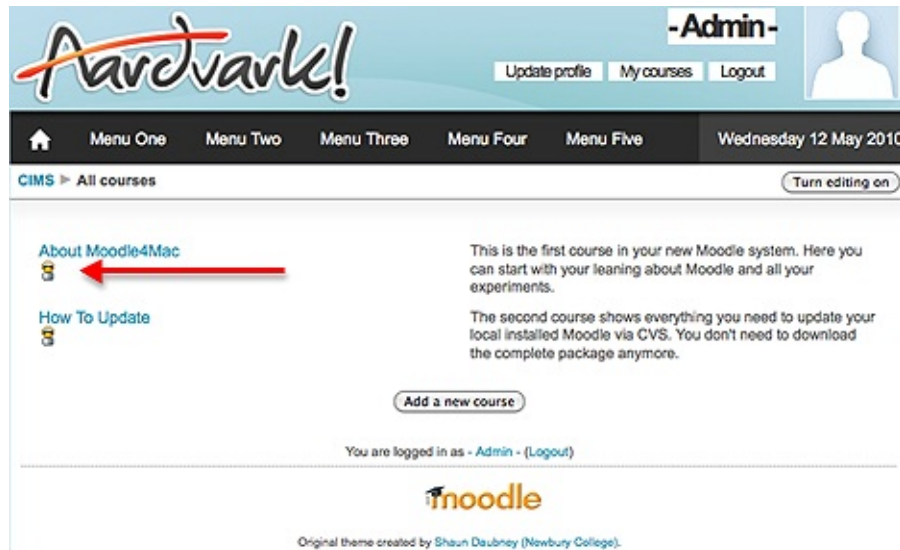 Aardvark!
-Admin-
Update profile My courses Logout
Menu One Menu Two Menu Three Menu Four Menu Five Wednesday 12 May 2010
CIMS ► All courses Turn editing on
About Moodle4Mac
This is the first course in your new Moodle system. Here you
can start with your leaning about Moodle and all your
experiments.
How To Update
The second course shows everything you need to update your
local installed Moodle via CVS. You don't need to download
the complete package anymore.
Add a new course
You are logged in as - Admin - (Logout)
moodle
Original theme created by Shaun Daubney (Newbury College).